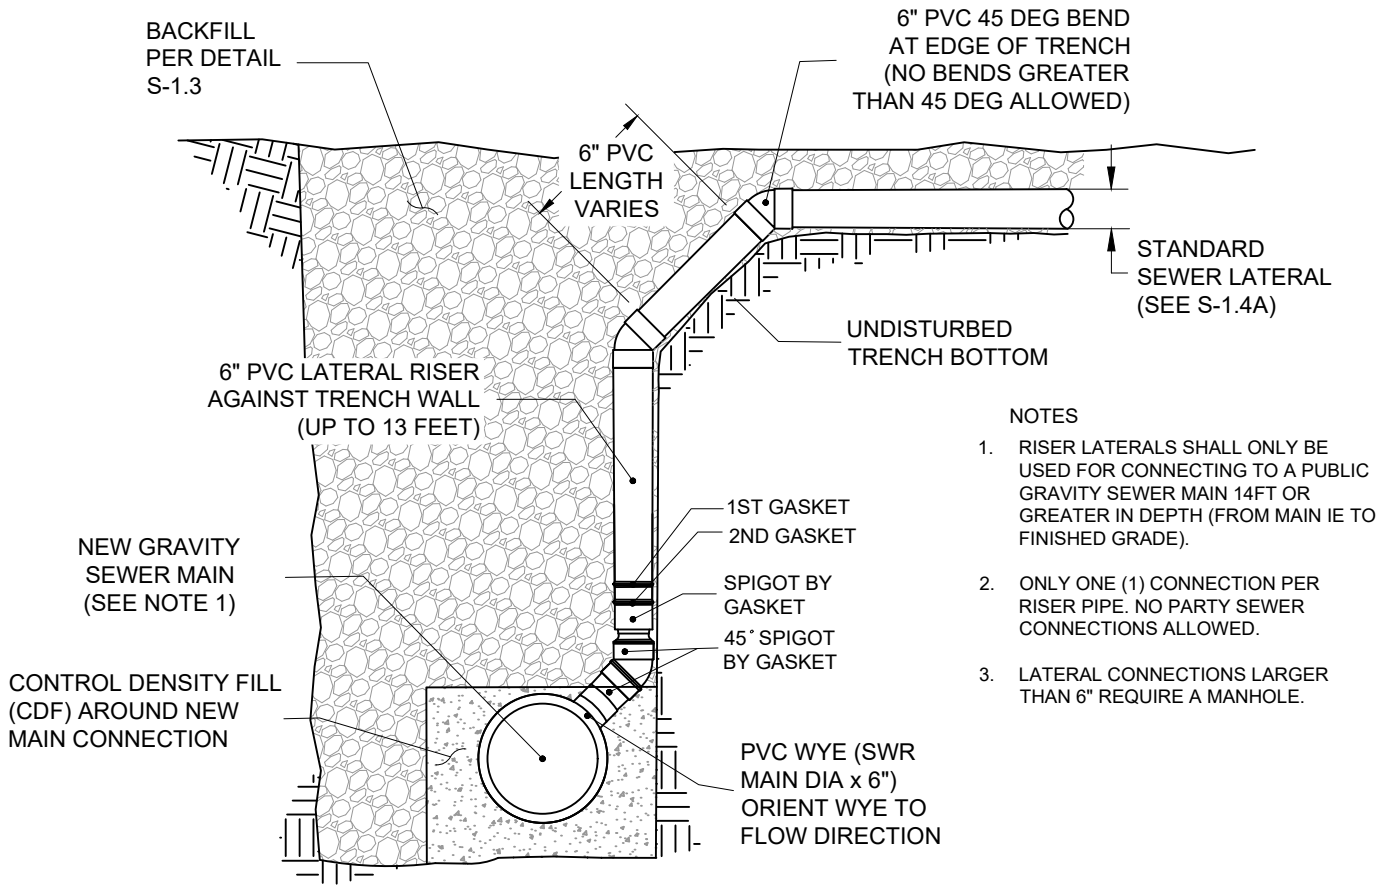 BACKFILL
PER DETAIL
S-1.3
6" PVC 45 DEG BEND
AT EDGE OF TRENCH
(NO BENDS GREATER
THAN 45 DEG ALLOWED)
6" PVC
LENGTH
VARIES
STANDARD
SEWER LATERAL
(SEE S-1.4A)
UNDISTURBED
TRENCH BOTTOM
6" PVC LATERAL RISER
AGAINST TRENCH WALL
(UP TO 13 FEET)
1ST GASKET
2ND GASKET
SPIGOT BY
GASKET
45° SPIGOT
BY GASKET
NEW GRAVITY
SEWER MAIN
(SEE NOTE 1)
CONTROL DENSITY FILL
(CDF) AROUND NEW
MAIN CONNECTION
PVC WYE (SWR
MAIN DIA x 6")
ORIENT WYE TO
FLOW DIRECTION
NOTES
1. RISER LATERALS SHALL ONLY BE
USED FOR CONNECTING TO A PUBLIC
GRAVITY SEWER MAIN 14FT OR
GREATER IN DEPTH (FROM MAIN IE TO
FINISHED GRADE).
2. ONLY ONE (1) CONNECTION PER
RISER PIPE. NO PARTY SEWER
CONNECTIONS ALLOWED.
3. LATERAL CONNECTIONS LARGER
THAN 6" REQUIRE A MANHOLE.